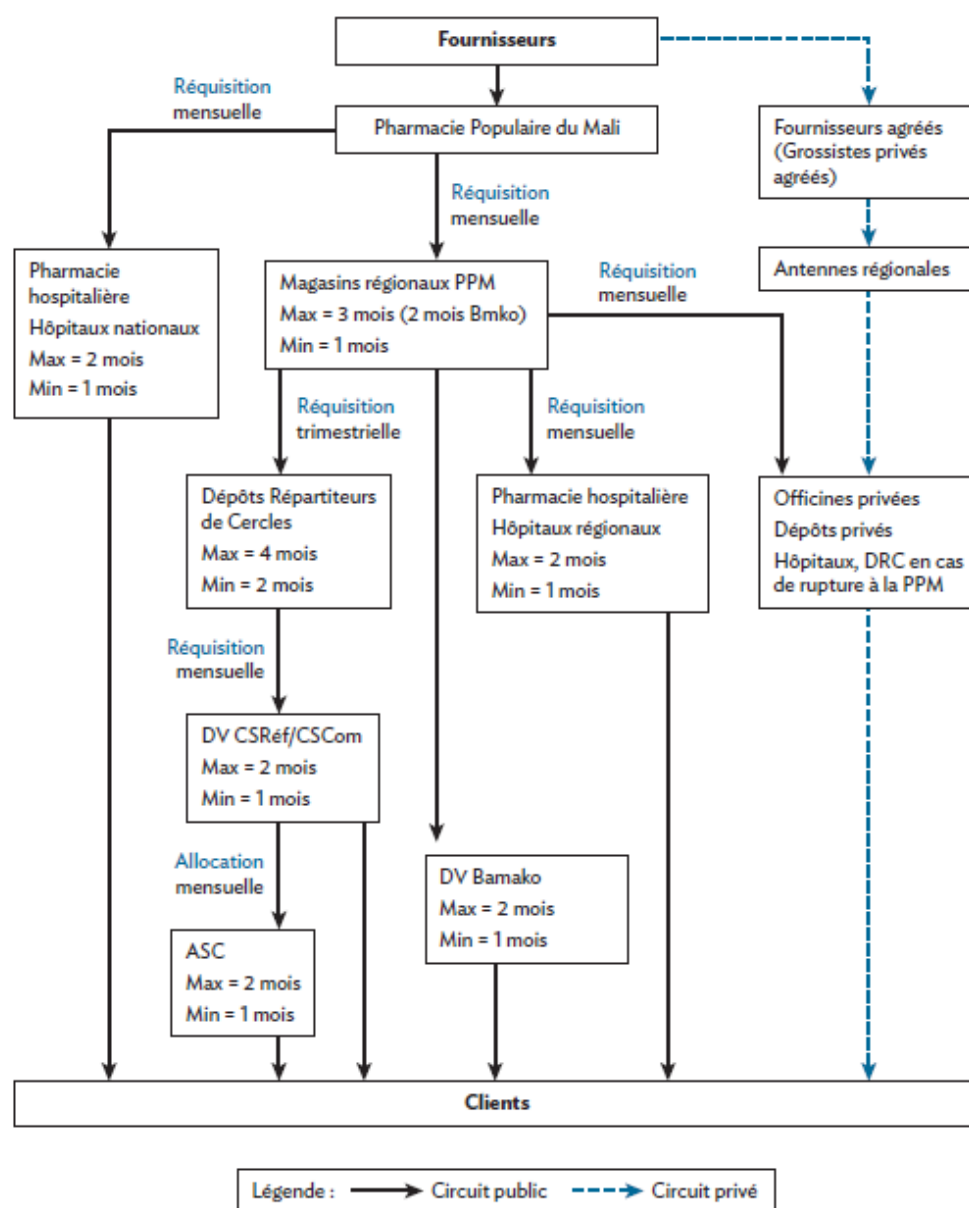 Fournisseurs
Réquisition
mensuelle
Pharmacie Populaire du Mali
Fournisseurs agréés
(Grossistes privés
agréés)
Réquisition
mensuelle
Pharmacie
hospitalière
Hôpitaux nationaux
Max = 2 mois
Min = 1 mois
Magasins régionaux PPM
Max = 3 mois (2 mois Bmko)
Min = 1 mois
Réquisition
mensuelle
Antennes régionales
Réquisition
trimestrielle
Réquisition
mensuelle
Dépôts Répartiteurs
de Cercles
Max = 4 mois
Min = 2 mois
Pharmacie hospitalière
Hôpitaux régionaux
Max = 2 mois
Min = 1 mois
Officines privées
Dépôts privés
Hôpitaux, DRC en cas
de rupture à la PPM
Réquisition
mensuelle
DV CSRéf/CSCom
Max = 2 mois
Min = 1 mois
Allocation
mensuelle
DV Bamako
Max = 2 mois
Min = 1 mois
ASC
Max = 2 mois
Min = 1 mois
Clients
Légende : Circuit public Circuit privé